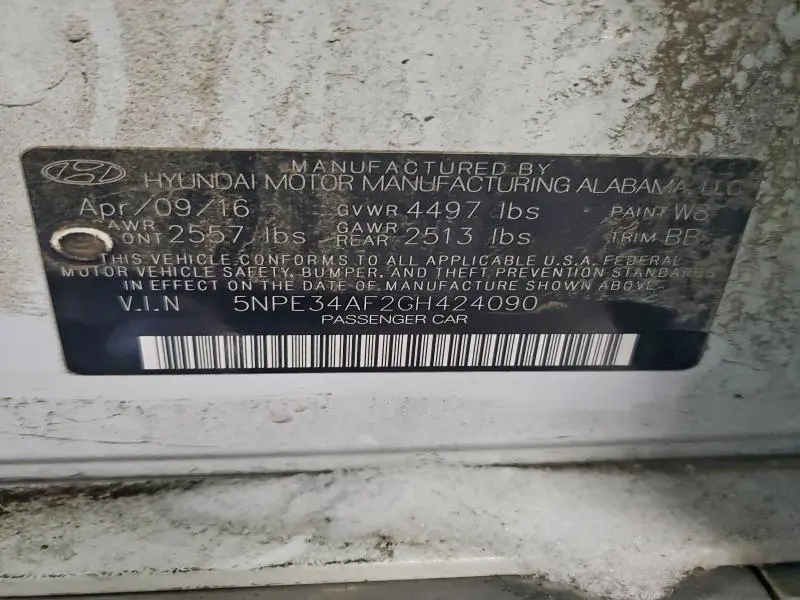 MANUFACTURED BY
HYUNDAI MOTOR MANUFACTURING ALABAMA, LLC
Apr/09/16 GVWR 4497 lbs PAINT W8
AWR ONT 2557 lbs GAWR REAR 2513 lbs TRIM BB
THIS VEHICLE CONFORMS TO ALL APPLICABLE U.S.A. FEDERAL
MOTOR VEHICLE SAFETY, BUMPER, AND THEFT PREVENTION STANDARDS
IN EFFECT ON THE DATE OF MANUFACTURE SHOWN ABOVE.
V.I.N 5NPE34AF2GH424090
PASSENGER CAR